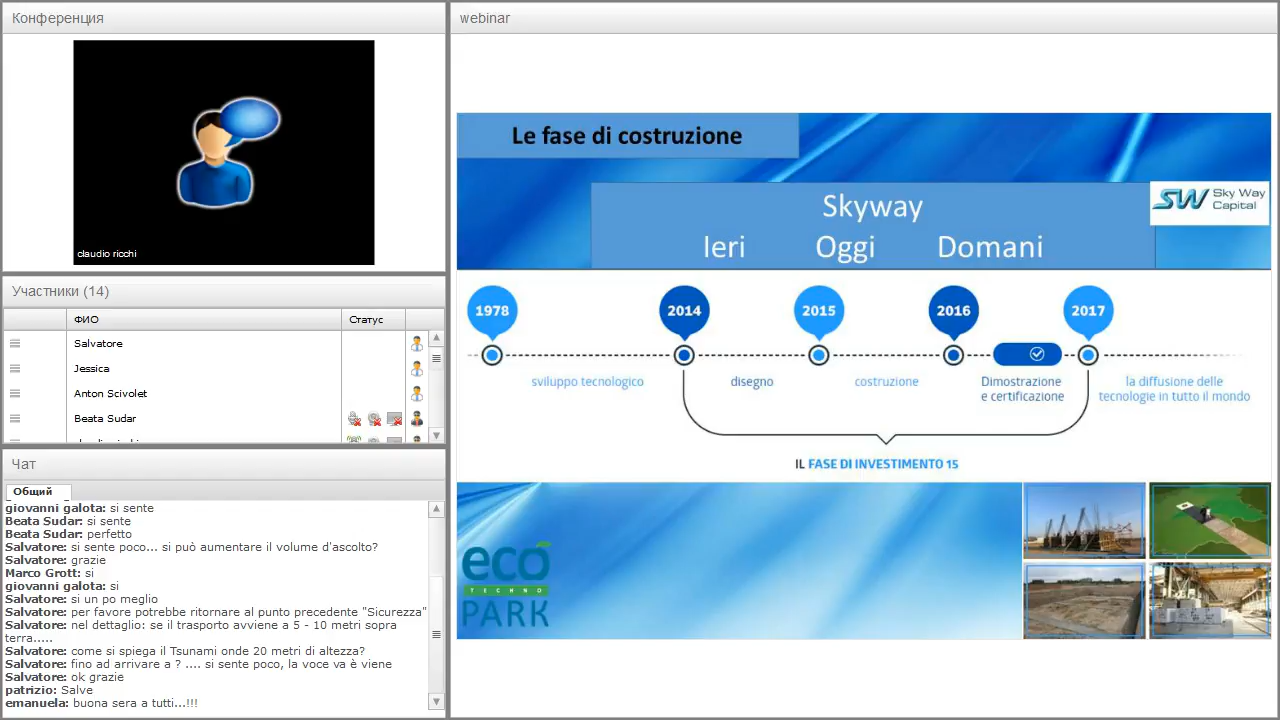 Конференция
claudio ricchi
Участники (14)
ФИО
Статус
Salvatore
Jessica
Anton Scivolet
Beata Sudar
Чат
Общий
giovanni galota: si sente
Beata Sudar: si sente
Beata Sudar: perfetto
Salvatore: si sente poco... si può aumentare il volume d'ascolto?
Salvatore: grazie
Marco Grott: si
giovanni galota: si
Salvatore: si un po meglio
Salvatore: per favore potrebbe ritornare al punto precedente "Sicurezza"
Salvatore: nel dettaglio: se il trasporto avviene a 5 - 10 metri sopra
terra.....
Salvatore: come si spiega il Tsunami onde 20 metri di altezza?
Salvatore: fino ad arrivare a ? .... si sente poco, la voce va è viene
Salvatore: ok grazie
patrizio: Salve
emanuela: buona sera a tutti...!!!
webinar
Le fase di costruzione
Skyway
Ieri Oggi Domani
SW Sky Way
Capital
1978 2014 2015 2016 2017
sviluppo tecnologico
disegno
costruzione
Dimostrazione
e certificazione
la diffusione delle
tecnologie in tutto il mondo
IL FASE DI INVESTIMENTO 15
eco
TECHNO
PARK